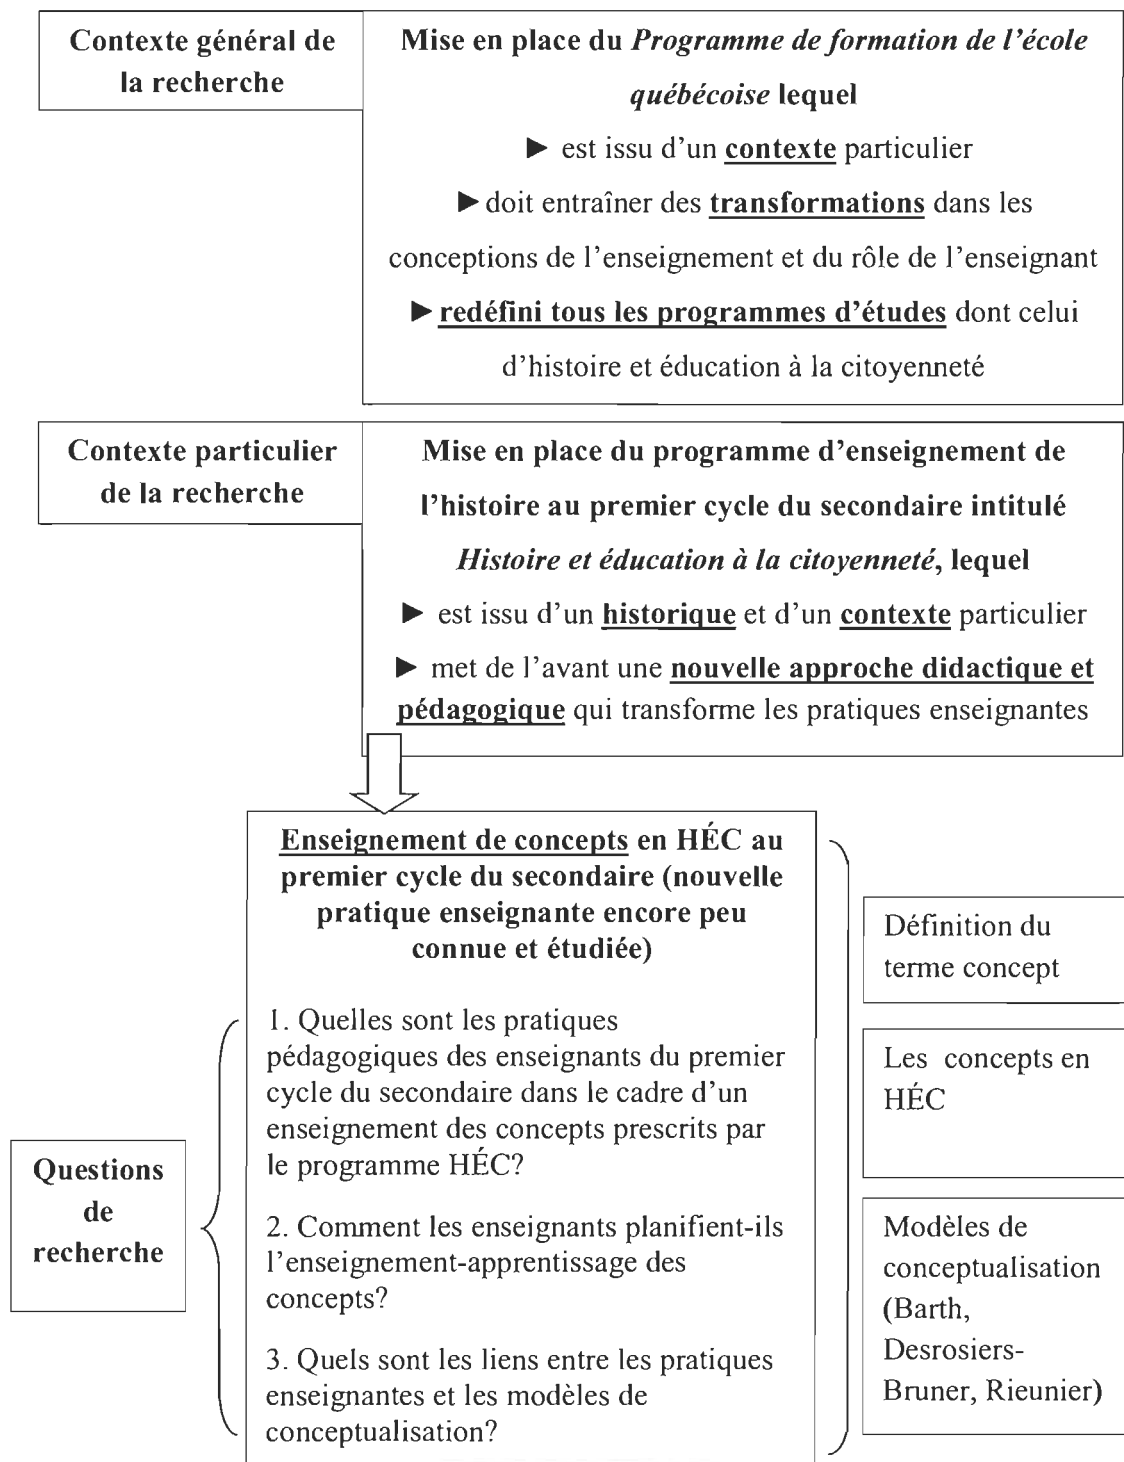 Contexte général de
la recherche
Mise en place du Programme de formation de l'école
québécoise lequel
► est issu d'un contexte particulier
►doit entraîner des transformations dans les
conceptions de l'enseignement et du rôle de l'enseignant
►redéfini tous les programmes d'études dont celui
d'histoire et éducation à la citoyenneté
Contexte particulier
de la recherche
Mise en place du programme d'enseignement de
l'histoire au premier cycle du secondaire intitulé
Histoire et éducation à la citoyenneté, lequel
► est issu d'un historique et d'un contexte particulier
► met de l'avant une nouvelle approche didactique et
pédagogique qui transforme les pratiques enseignantes
Enseignement de concepts en HÉC au
premier cycle du secondaire (nouvelle
pratique enseignante encore peu
connue et étudiée)
1. Quelles sont les pratiques
pédagogiques des enseignants du premier
cycle du secondaire dans le cadre d'un
enseignement des concepts prescrits par
le programme HÉC?
2. Comment les enseignants planifient-ils
l'enseignement-apprentissage des
concepts?
3. Quels sont les liens entre les pratiques
enseignantes et les modèles de
conceptualisation?
Questions
de
recherche
Définition du
terme concept
Les concepts en
HÉC
Modèles de
conceptualisation
(Barth,
Desrosiers-
Bruner, Rieunier)